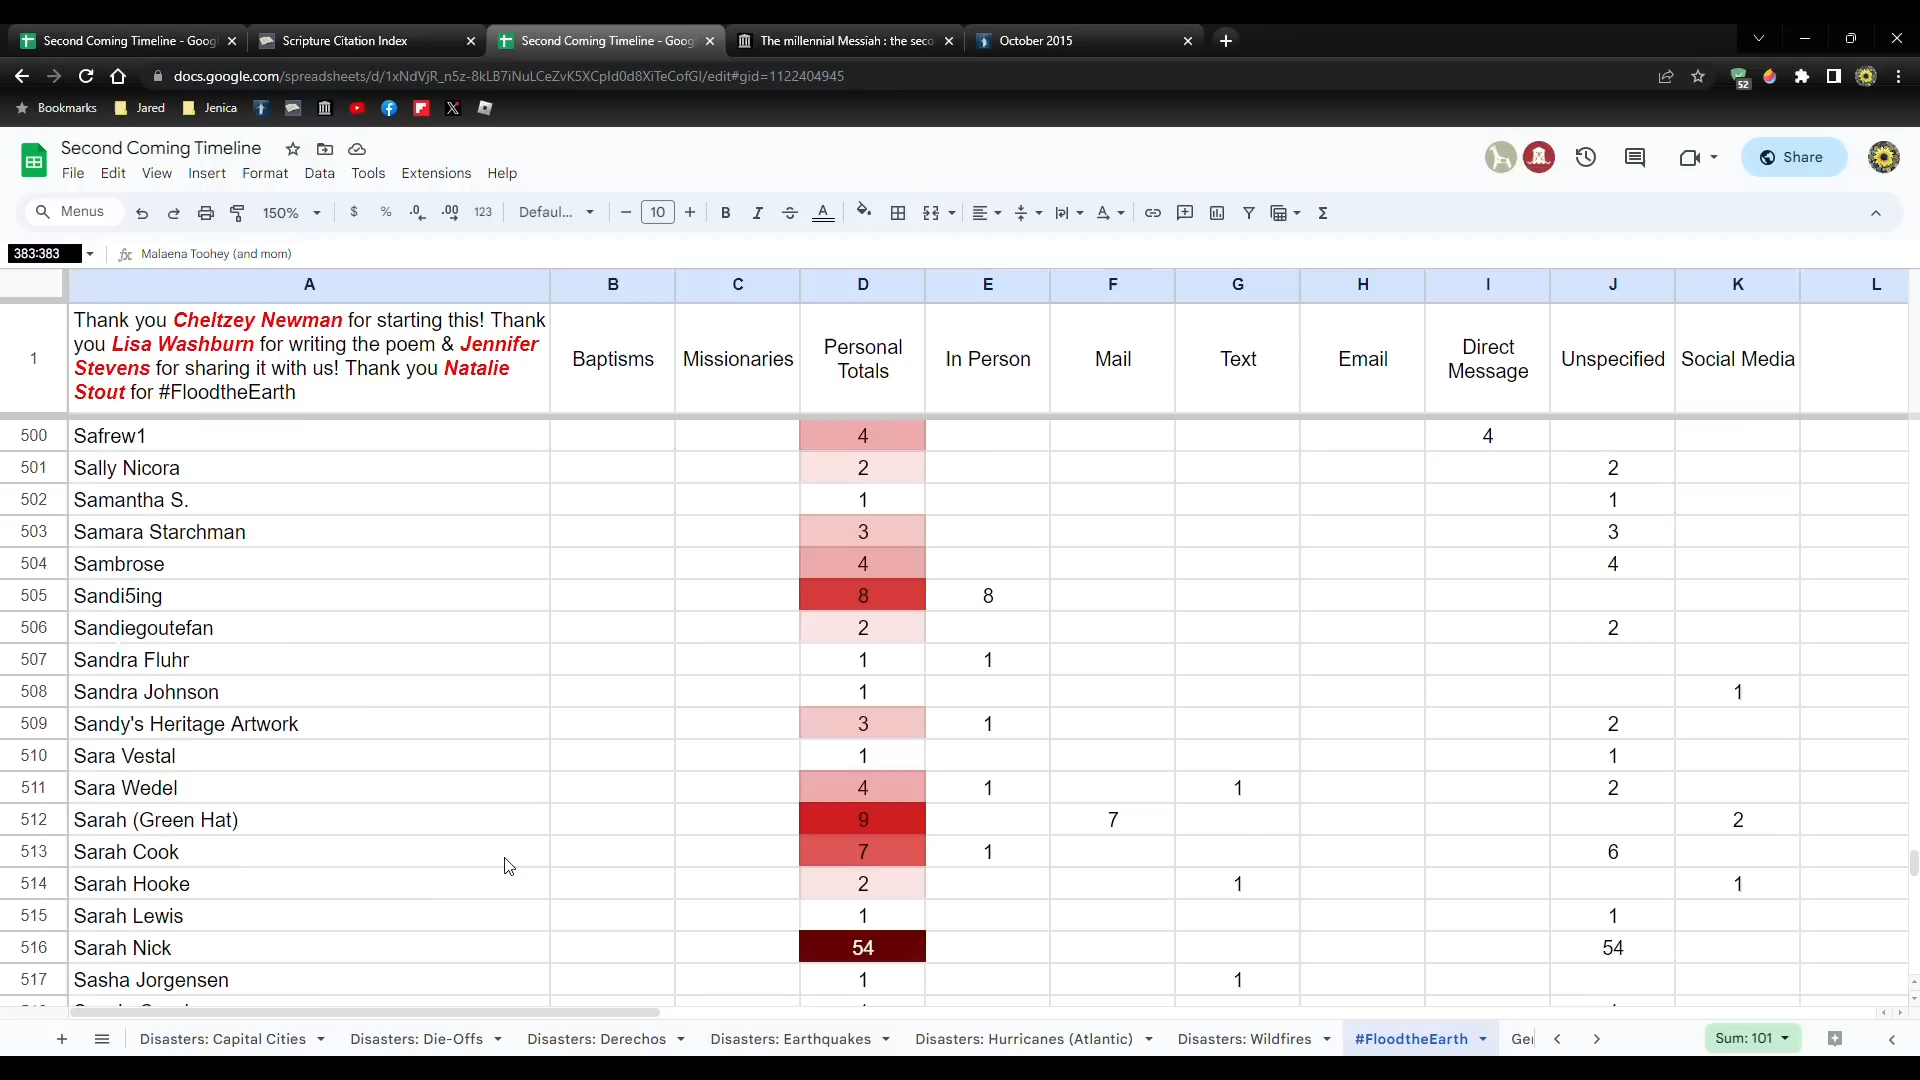 Second Coming Timeline - Goog
Scripture Citation Index
Second Coming Timeline - Goog
The millennial Messiah : the seco
October 2015
docs.google.com/spreadsheets/d/1xNdVjR_n5z-8kLB7iNuLCeZvK5XCpId0d8XiTeCofGI/edit#gid=1122404945
52
Bookmarks Jared Jenica
Second Coming Timeline
Share
File Edit View Insert Format Data Tools Extensions Help
Menus 150% $ % .0 .00 123 Defaul... 10 B I A
383:383 fx Malaena Toohey (and mom)
A B C D E F G H I J K L
1 Thank you Cheltzey Newman for starting this! Thank
you Lisa Washburn for writing the poem & Jennifer
Stevens for sharing it with us! Thank you Natalie
Stout for #FloodtheEarth
Baptisms
Missionaries
Personal
Totals
In Person
Mail
Text
Email
Direct
Message
Unspecified
Social Media
500 Safrew1 4 4
501 Sally Nicora 2 2
502 Samantha S. 1 1
503 Samara Starchman 3 3
504 Sambrose 4 4
505 Sandi5ing 8 8
506 Sandiegoutefan 2 2
507 Sandra Fluhr 1 1
508 Sandra Johnson 1 1
509 Sandy's Heritage Artwork 3 1 2
510 Sara Vestal 1 1
511 Sara Wedel 4 1 1 2
512 Sarah (Green Hat) 9 7 2
513 Sarah Cook 7 1 6
514 Sarah Hooke 2 1 1
515 Sarah Lewis 1 1
516 Sarah Nick 54 54
517 Sasha Jorgensen 1 1
Disasters: Capital Cities Disasters: Die-Offs Disasters: Derechos Disasters: Earthquakes Disasters: Hurricanes (Atlantic) Disasters: Wildfires #FloodtheEarth Ge Sum: 101